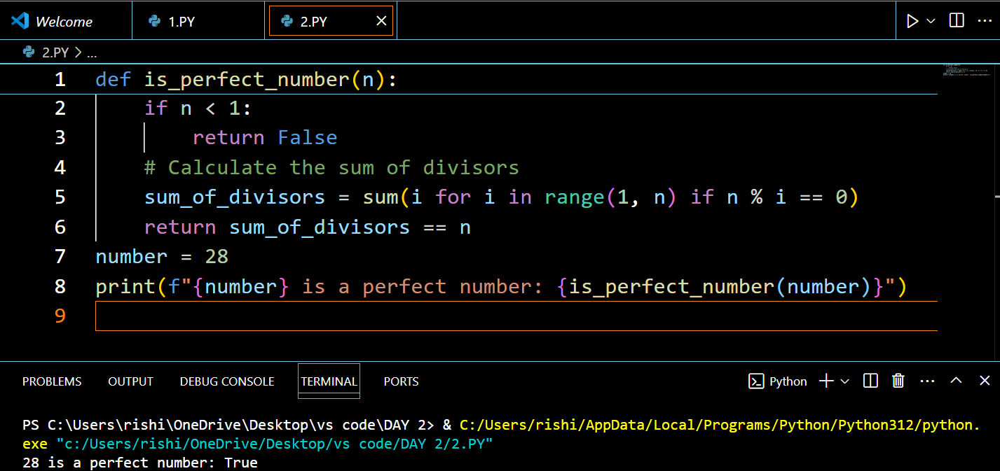 Welcome
1.PY
2.PY
2.PY > ...
1 def is_perfect_number(n):
2     if n < 1:
3         return False
4     # Calculate the sum of divisors
5     sum_of_divisors = sum(i for i in range(1, n) if n % i == 0)
6     return sum_of_divisors == n
7 number = 28
8 print(f"{number} is a perfect number: {is_perfect_number(number)}")
9
PROBLEMS OUTPUT DEBUG CONSOLE TERMINAL PORTS Python
PS C:\Users\rishi\OneDrive\Desktop\vs code\DAY 2> & C:/Users/rishi/AppData/Local/Programs/Python/Python312/python.
exe "c:/Users/rishi/OneDrive/Desktop/vs code/DAY 2/2.PY"
28 is a perfect number: True